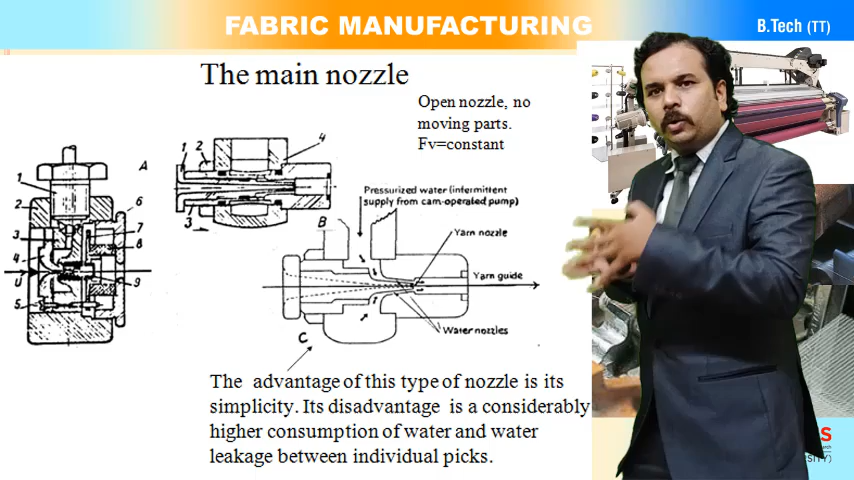 FABRIC MANUFACTURING
B.Tech (TT)
The main nozzle
Open nozzle, no
moving parts.
Fv=constant
A
1
2
3
4
U
5
6
7
8
9
1
2
4
3
B
Pressurized water (intermittent
supply from cam-operated pump)
Yarn nozzle
Yarn guide
Water nozzles
C
The advantage of this type of nozzle is its
simplicity. Its disadvantage is a considerably
higher consumption of water and water
leakage between individual picks.
S
SITY)